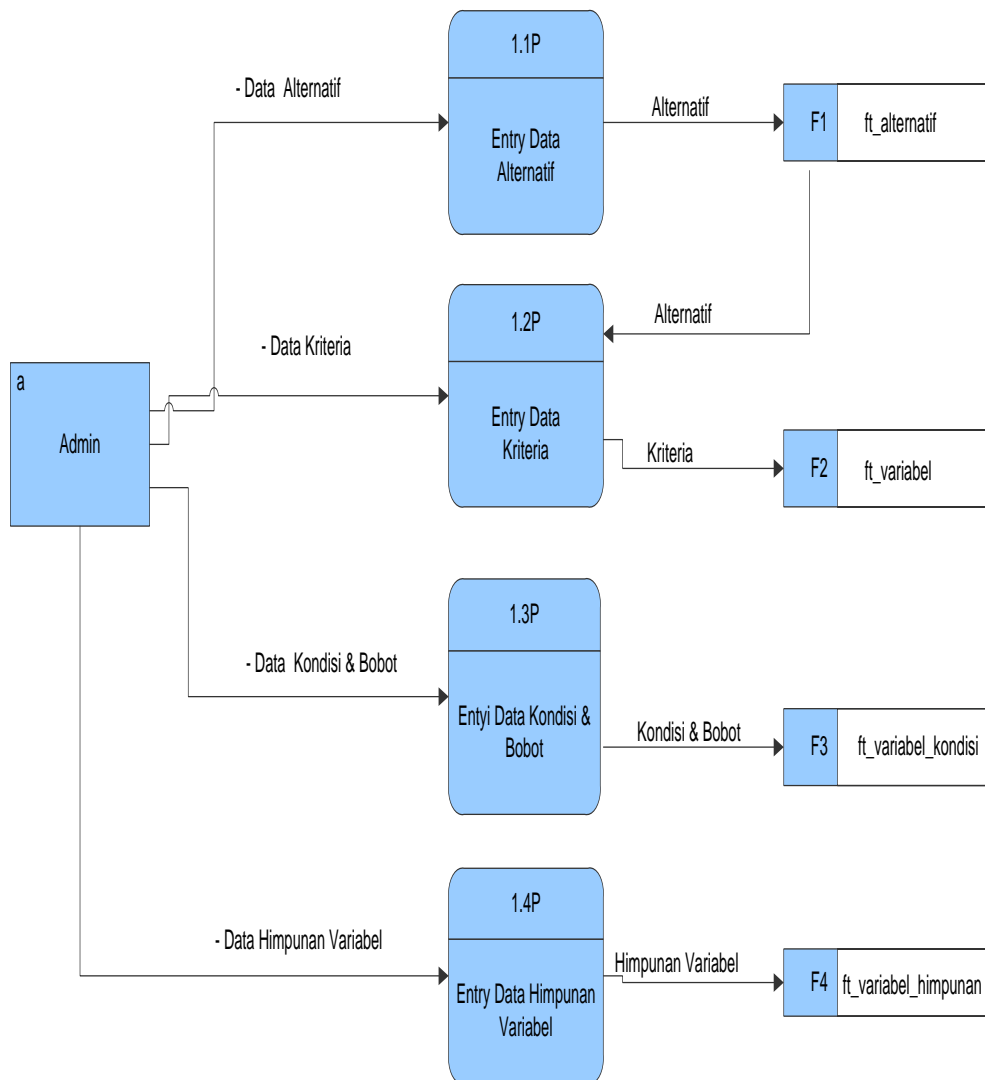 1.1P
- Data  Alternatif
Alternatif
F1
ft_alternatif
Entry Data
Alternatif
1.2P
Alternatif
- Data Kriteria
a
Admin
Entry Data
Kriteria
Kriteria
F2
ft_variabel
1.3P
- Data  Kondisi & Bobot
Entyi Data Kondisi &
Bobot
Kondisi & Bobot
F3
ft_variabel_kondisi
1.4P
- Data Himpunan Variabel
Himpunan Variabel
F4
ft_variabel_himpunan
Entry Data Himpunan
Variabel